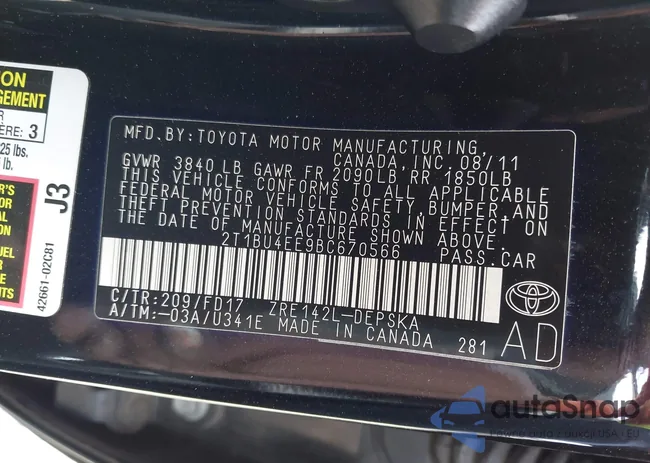 ON
GEMENT
R
ÈRE: 3
25 lbs.
lb.
J3
42661-02C81
MFD. BY: TOYOTA MOTOR MANUFACTURING,
CANADA, INC. 08/11
GVWR 3840 LB GAWR FR 2090LB RR 1850LB
THIS VEHICLE CONFORMS TO ALL APPLICABLE
FEDERAL MOTOR VEHICLE SAFETY, BUMPER, AND
THEFT PREVENTION STANDARDS IN EFFECT ON
THE DATE OF MANUFACTURE SHOWN ABOVE.
2T1BU4EE9BC670566 PASS. CAR
C/TR: 209/FD17 ZRE142L-DEPSKA
A/TM: -03A/U341E MADE IN CANADA 281
AD
autoSnap